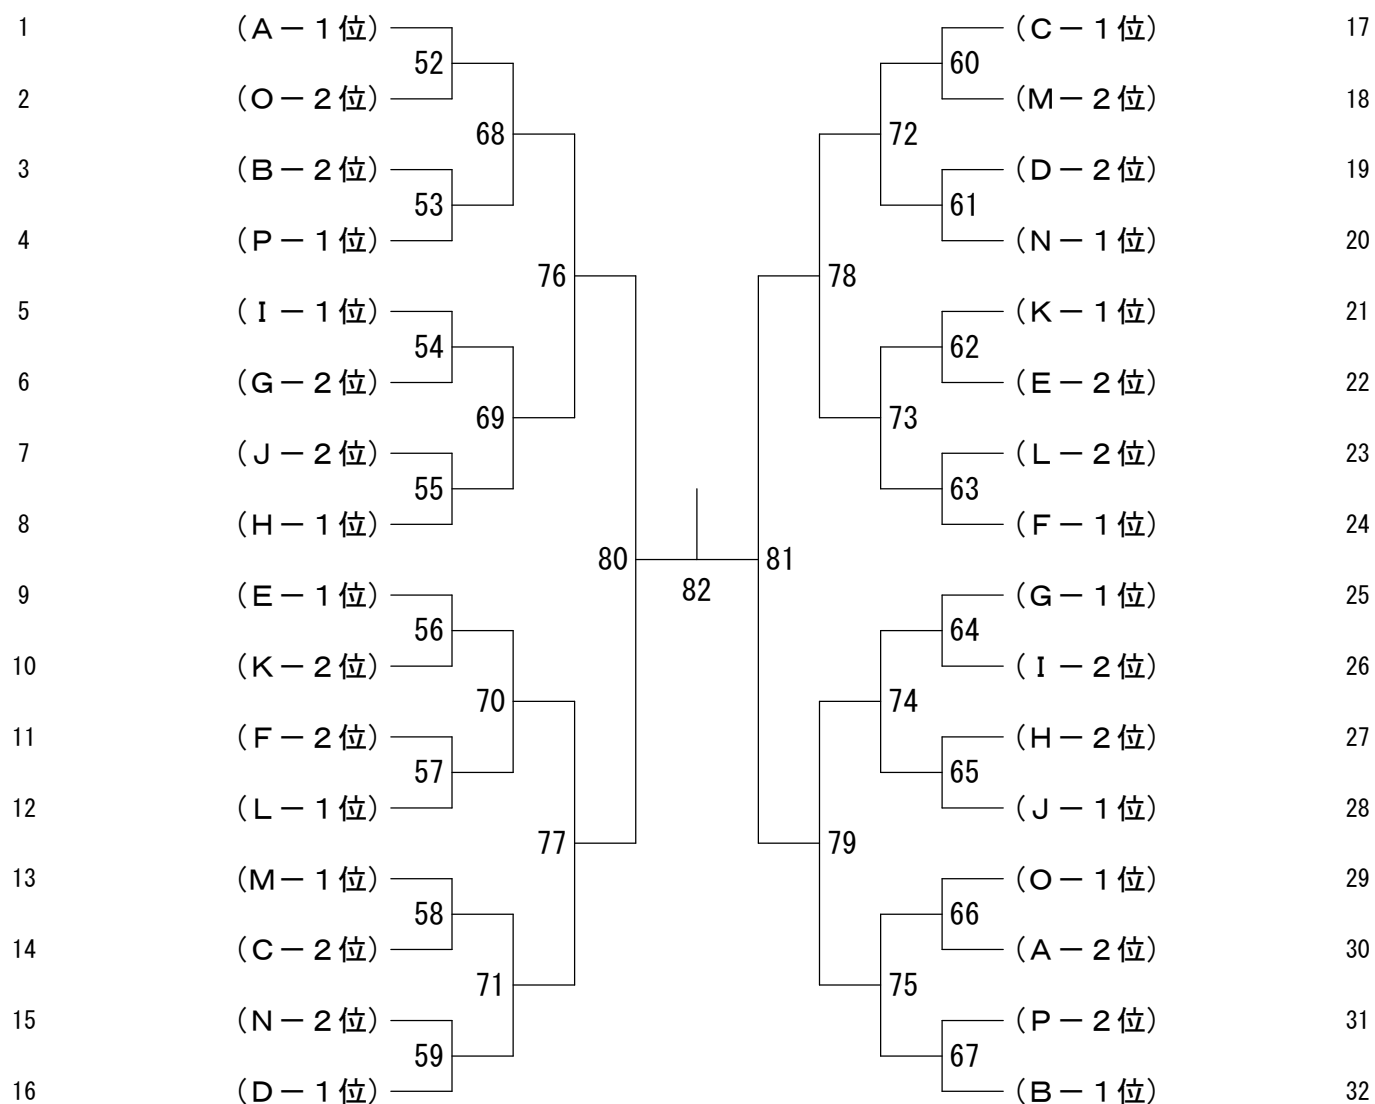 1 (A－1位) (C－1位) 17
52 60
2 (O－2位) (M－2位) 18
68 72
3 (B－2位) (D－2位) 19
53 61
4 (P－1位) (N－1位) 20
76 78
5 (I－1位) (K－1位) 21
54 62
6 (G－2位) (E－2位) 22
69 73
7 (J－2位) (L－2位) 23
55 63
8 (H－1位) (F－1位) 24
80 81
82
9 (E－1位) (G－1位) 25
56 64
10 (K－2位) (I－2位) 26
70 74
11 (F－2位) (H－2位) 27
57 65
12 (L－1位) (J－1位) 28
77 79
13 (M－1位) (O－1位) 29
58 66
14 (C－2位) (A－2位) 30
71 75
15 (N－2位) (P－2位) 31
59 67
16 (D－1位) (B－1位) 32